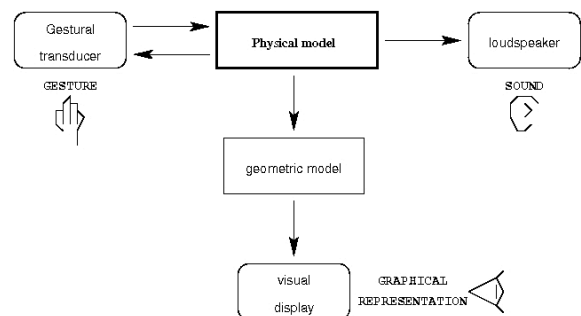 Gestural
transducer
Physical model
loudspeaker
GESTURE
SOUND
geometric model
visual
display
GRAPHICAL
REPRESENTATION